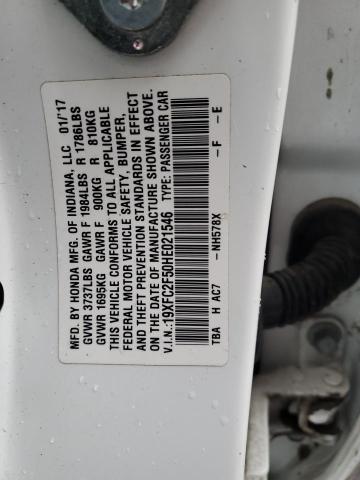 MFD. BY HONDA MFG. OF INDIANA, LLC 01/17
GVWR 3737LBS GAWR F 1984LBS R 1786LBS
GVWR 1695KG GAWR F 900KG R 810KG
THIS VEHICLE CONFORMS TO ALL APPLICABLE
FEDERAL MOTOR VEHICLE SAFETY, BUMPER,
AND THEFT PREVENTION STANDARDS IN EFFECT
ON THE DATE OF MANUFACTURE SHOWN ABOVE.
V.I.N.:19XFC2F50HE021546 TYPE: PASSENGER CAR
TBA H AC7 –NH578X –F –E